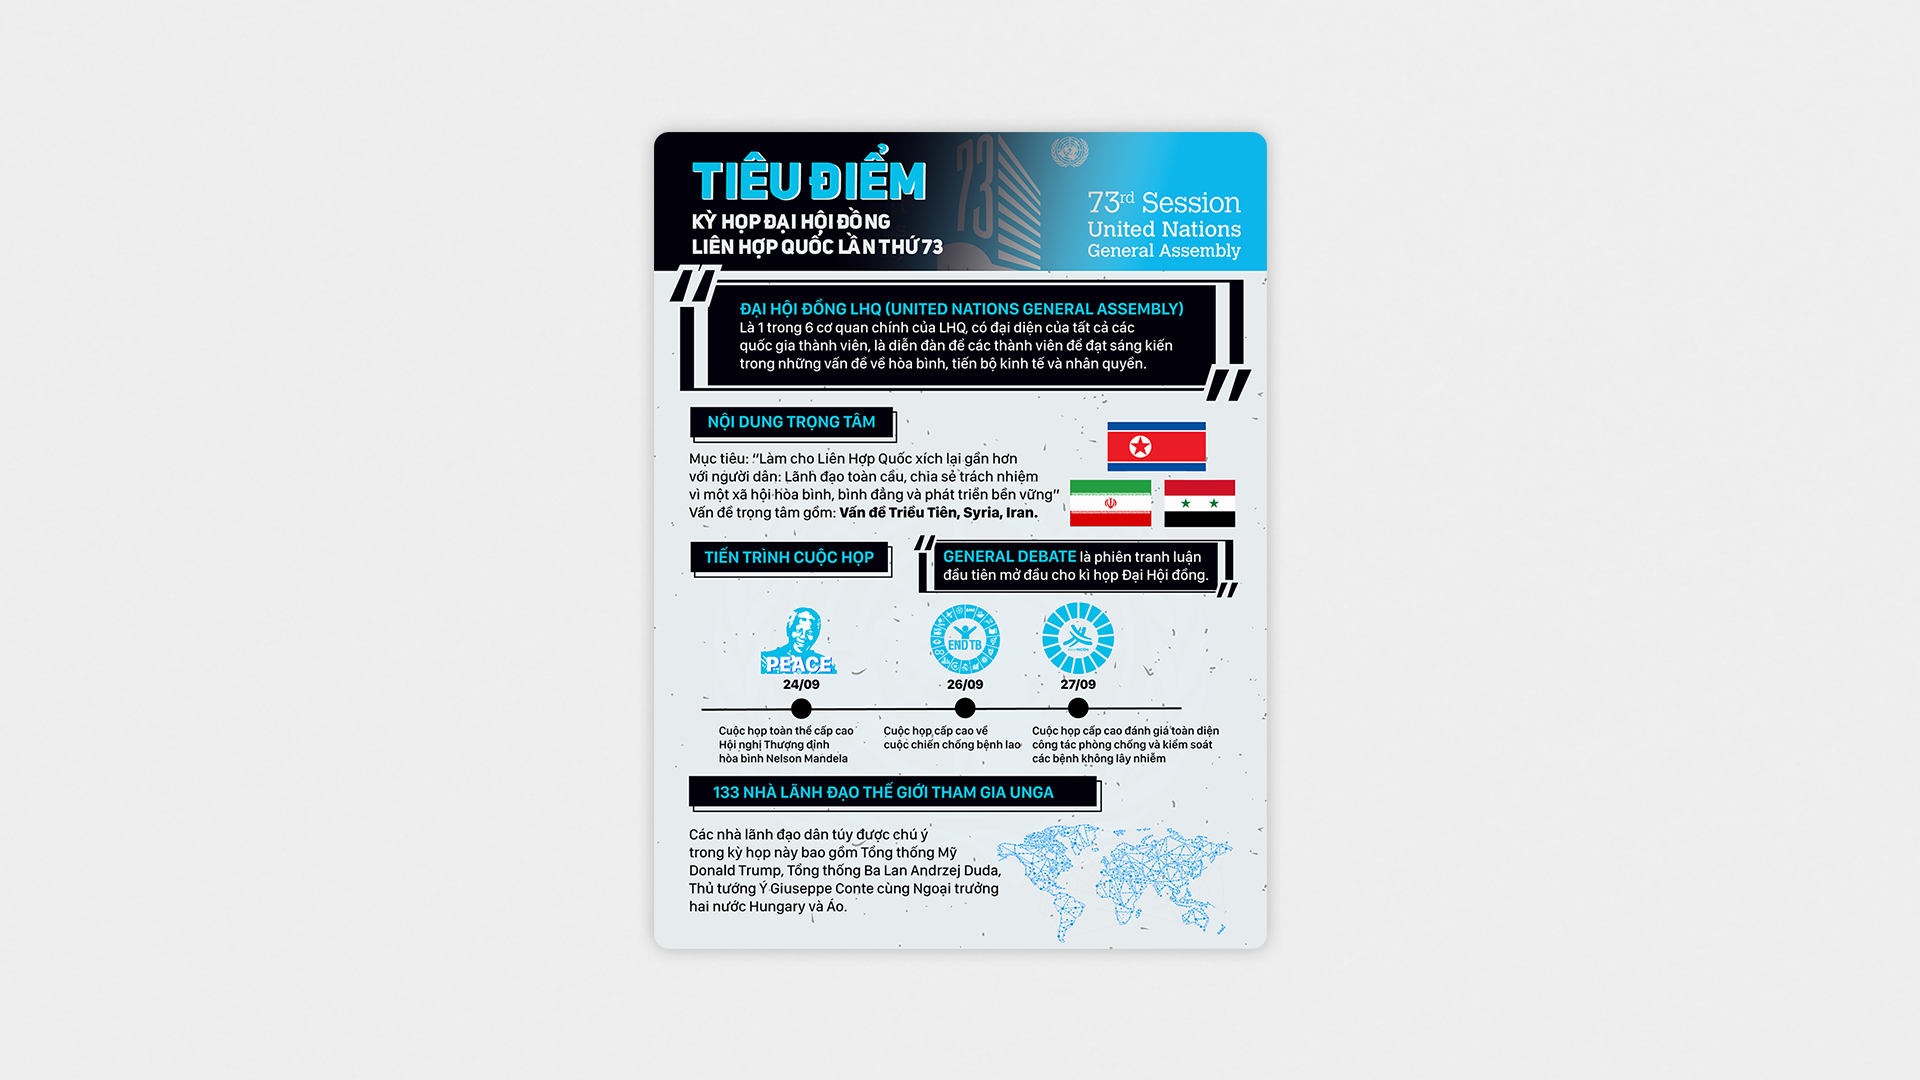 TIÊU ĐIỂM
KỲ HỌP ĐẠI HỘI ĐỒNG
LIÊN HỢP QUỐC LẦN THỨ 73
73
73rd Session
United Nations
General Assembly
ĐẠI HỘI ĐỒNG LHQ (UNITED NATIONS GENERAL ASSEMBLY)
Là 1 trong 6 cơ quan chính của LHQ, có đại diện của tất cả các
quốc gia thành viên, là diễn đàn để các thành viên để đạt sáng kiến
trong những vấn đề về hòa bình, tiến bộ kinh tế và nhân quyền.
NỘI DUNG TRỌNG TÂM
Mục tiêu: “Làm cho Liên Hợp Quốc xích lại gần hơn
với người dân: Lãnh đạo toàn cầu, chia sẻ trách nhiệm
vì một xã hội hòa bình, bình đẳng và phát triển bền vững”
Vấn đề trọng tâm gồm: Vấn đề Triều Tiên, Syria, Iran.
TIẾN TRÌNH CUỘC HỌP
GENERAL DEBATE là phiên tranh luận
đầu tiên mở đầu cho kì họp Đại Hội đồng.
PEACE
END TB
24/09
26/09
27/09
Cuộc họp toàn thể cấp cao
Hội nghị Thượng định
hòa bình Nelson Mandela
Cuộc họp cấp cao về
cuộc chiến chống bệnh lao
Cuộc họp cấp cao đánh giá toàn diện
công tác phòng chống và kiểm soát
các bệnh không lây nhiễm
133 NHÀ LÃNH ĐẠO THẾ GIỚI THAM GIA UNGA
Các nhà lãnh đạo dân túy được chú ý
trong kỳ họp này bao gồm Tổng thống Mỹ
Donald Trump, Tổng thống Ba Lan Andrzej Duda,
Thủ tướng Ý Giuseppe Conte cùng Ngoại trưởng
hai nước Hungary và Áo.